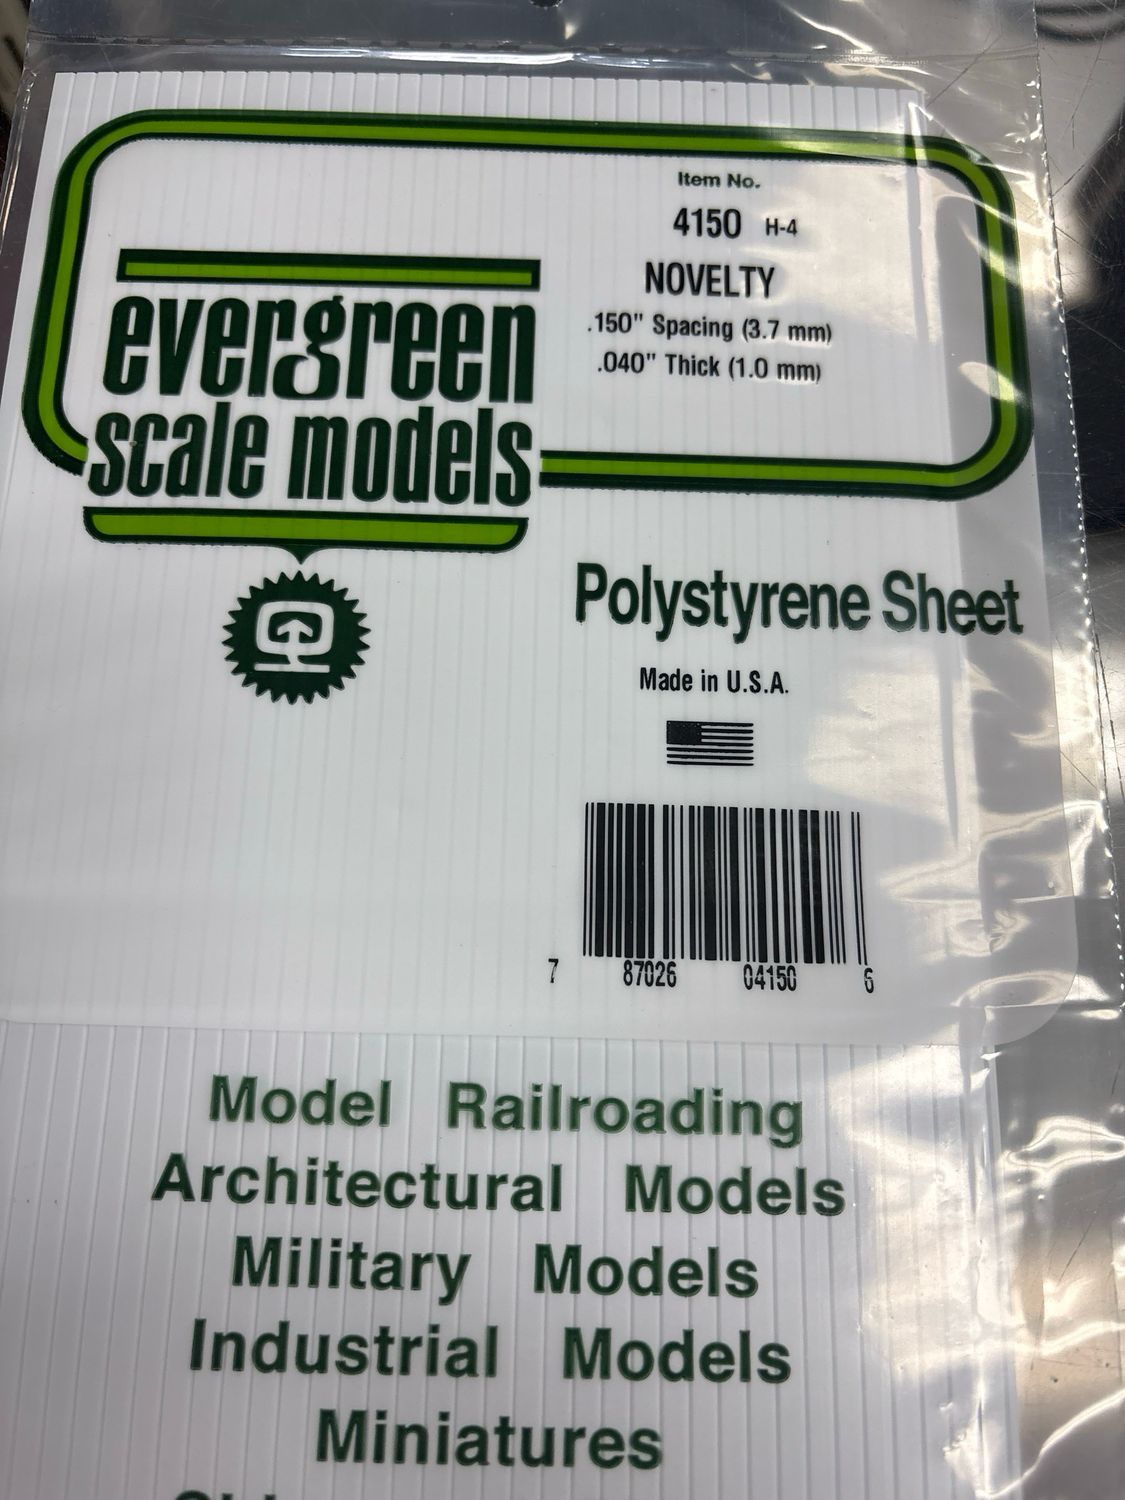 Item No.
4150 H-4
NOVELTY
.150" Spacing (3.7 mm)
.040" Thick (1.0 mm)
evergreen
scale models
Polystyrene Sheet
Made in U.S.A.
7 87026 04150 6
Model Railroading
Architectural Models
Military Models
Industrial Models
Miniatures